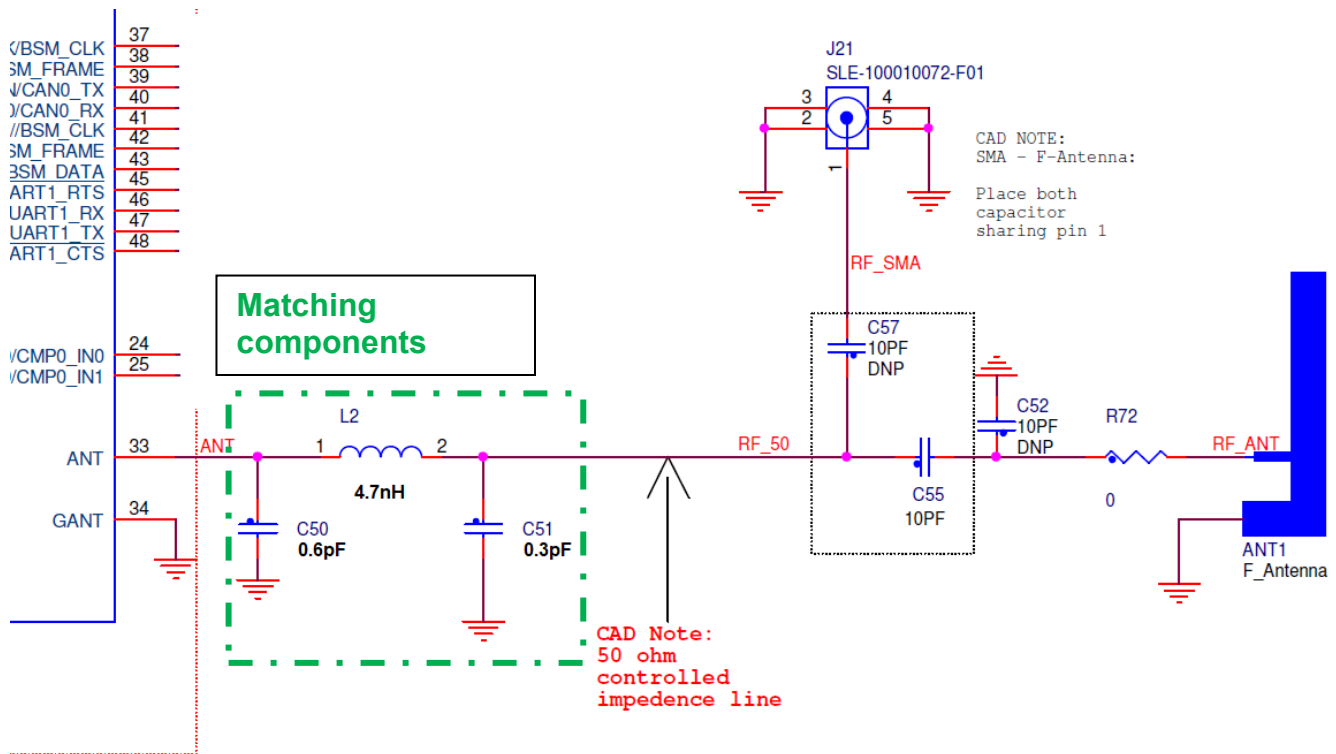 37
/BSM_CLK
38
SM_FRAME
39
N/CAN0_TX
40
0/CAN0_RX
41
//BSM_CLK
42
SM_FRAME
43
BSM_DATA
45
ART1_RTS
46
UART1_RX
47
UART1_TX
48
ART1_CTS
J21
SLE-100010072-F01
3
4
2
5
1
CAD NOTE:
SMA - F-Antenna:
Place both
capacitor
sharing pin 1
RF_SMA
Matching
components
24
/CMP0_IN0
25
0/CMP0_IN1
C57
10PF
DNP
L2
C52
10PF
DNP
R72
33
ANT
ANT
1
2
RF_50
RF_ANT
4.7nH
C55
10PF
0
34
GANT
C50
0.6pF
C51
0.3pF
ANT1
F_Antenna
CAD Note:
50 ohm
controlled
impedence line